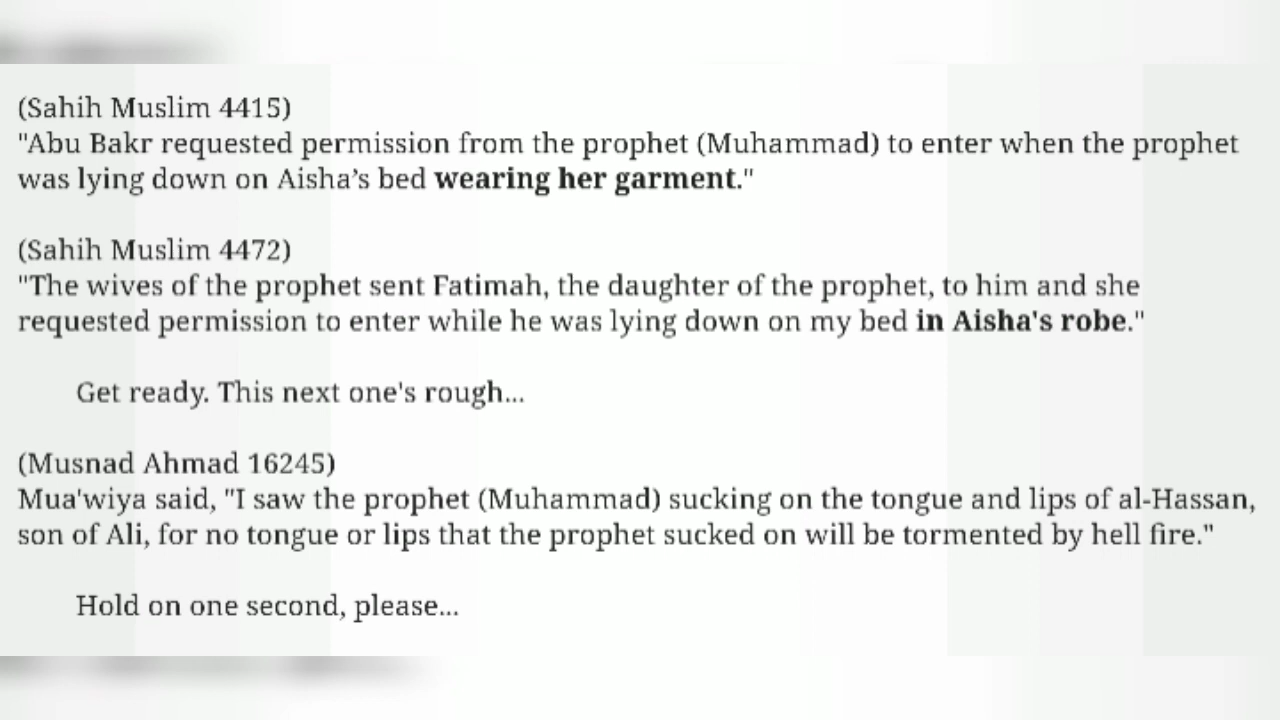 (Sahih Muslim 4415)
"Abu Bakr requested permission from the prophet (Muhammad) to enter when the prophet
was lying down on Aisha’s bed wearing her garment."
(Sahih Muslim 4472)
"The wives of the prophet sent Fatimah, the daughter of the prophet, to him and she
requested permission to enter while he was lying down on my bed in Aisha's robe."
Get ready. This next one's rough...
(Musnad Ahmad 16245)
Mua'wiya said, "I saw the prophet (Muhammad) sucking on the tongue and lips of al-Hassan,
son of Ali, for no tongue or lips that the prophet sucked on will be tormented by hell fire."
Hold on one second, please...